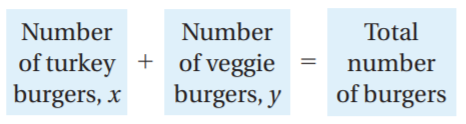 Number
of turkey
burgers, x
+
Number
of veggie
burgers, y
=
Total
number
of burgers